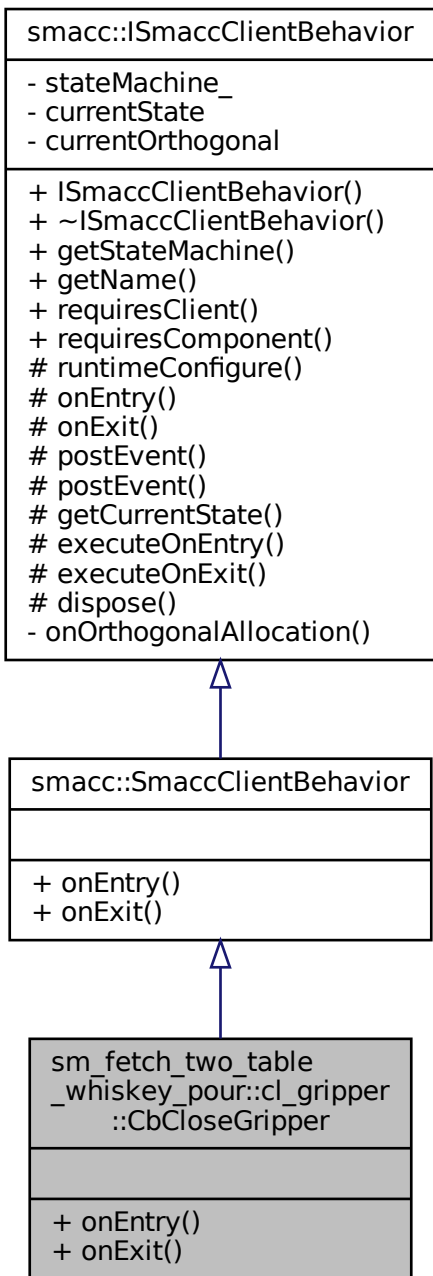 smacc::ISmaccClientBehavior
- stateMachine_
- currentState
- currentOrthogonal
+ ISmaccClientBehavior()
+ ~ISmaccClientBehavior()
+ getStateMachine()
+ getName()
+ requiresClient()
+ requiresComponent()
# runtimeConfigure()
# onEntry()
# onExit()
# postEvent()
# postEvent()
# getCurrentState()
# executeOnEntry()
# executeOnExit()
# dispose()
- onOrthogonalAllocation()
smacc::SmaccClientBehavior
+ onEntry()
+ onExit()
sm_fetch_two_table
_whiskey_pour::cl_gripper
::CbCloseGripper
+ onEntry()
+ onExit()